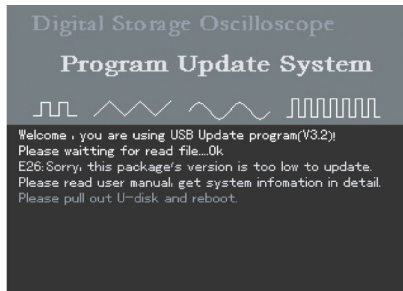 Digital Storage Oscilloscope
Program Update System
Welcome , you are using USB Update program(V3.2)!
Please waitting for read file....Ok
E26:Sorry, this package's version is too low to update.
Please read user manual, get system infomation in detail.
Please pull out U-disk and reboot.